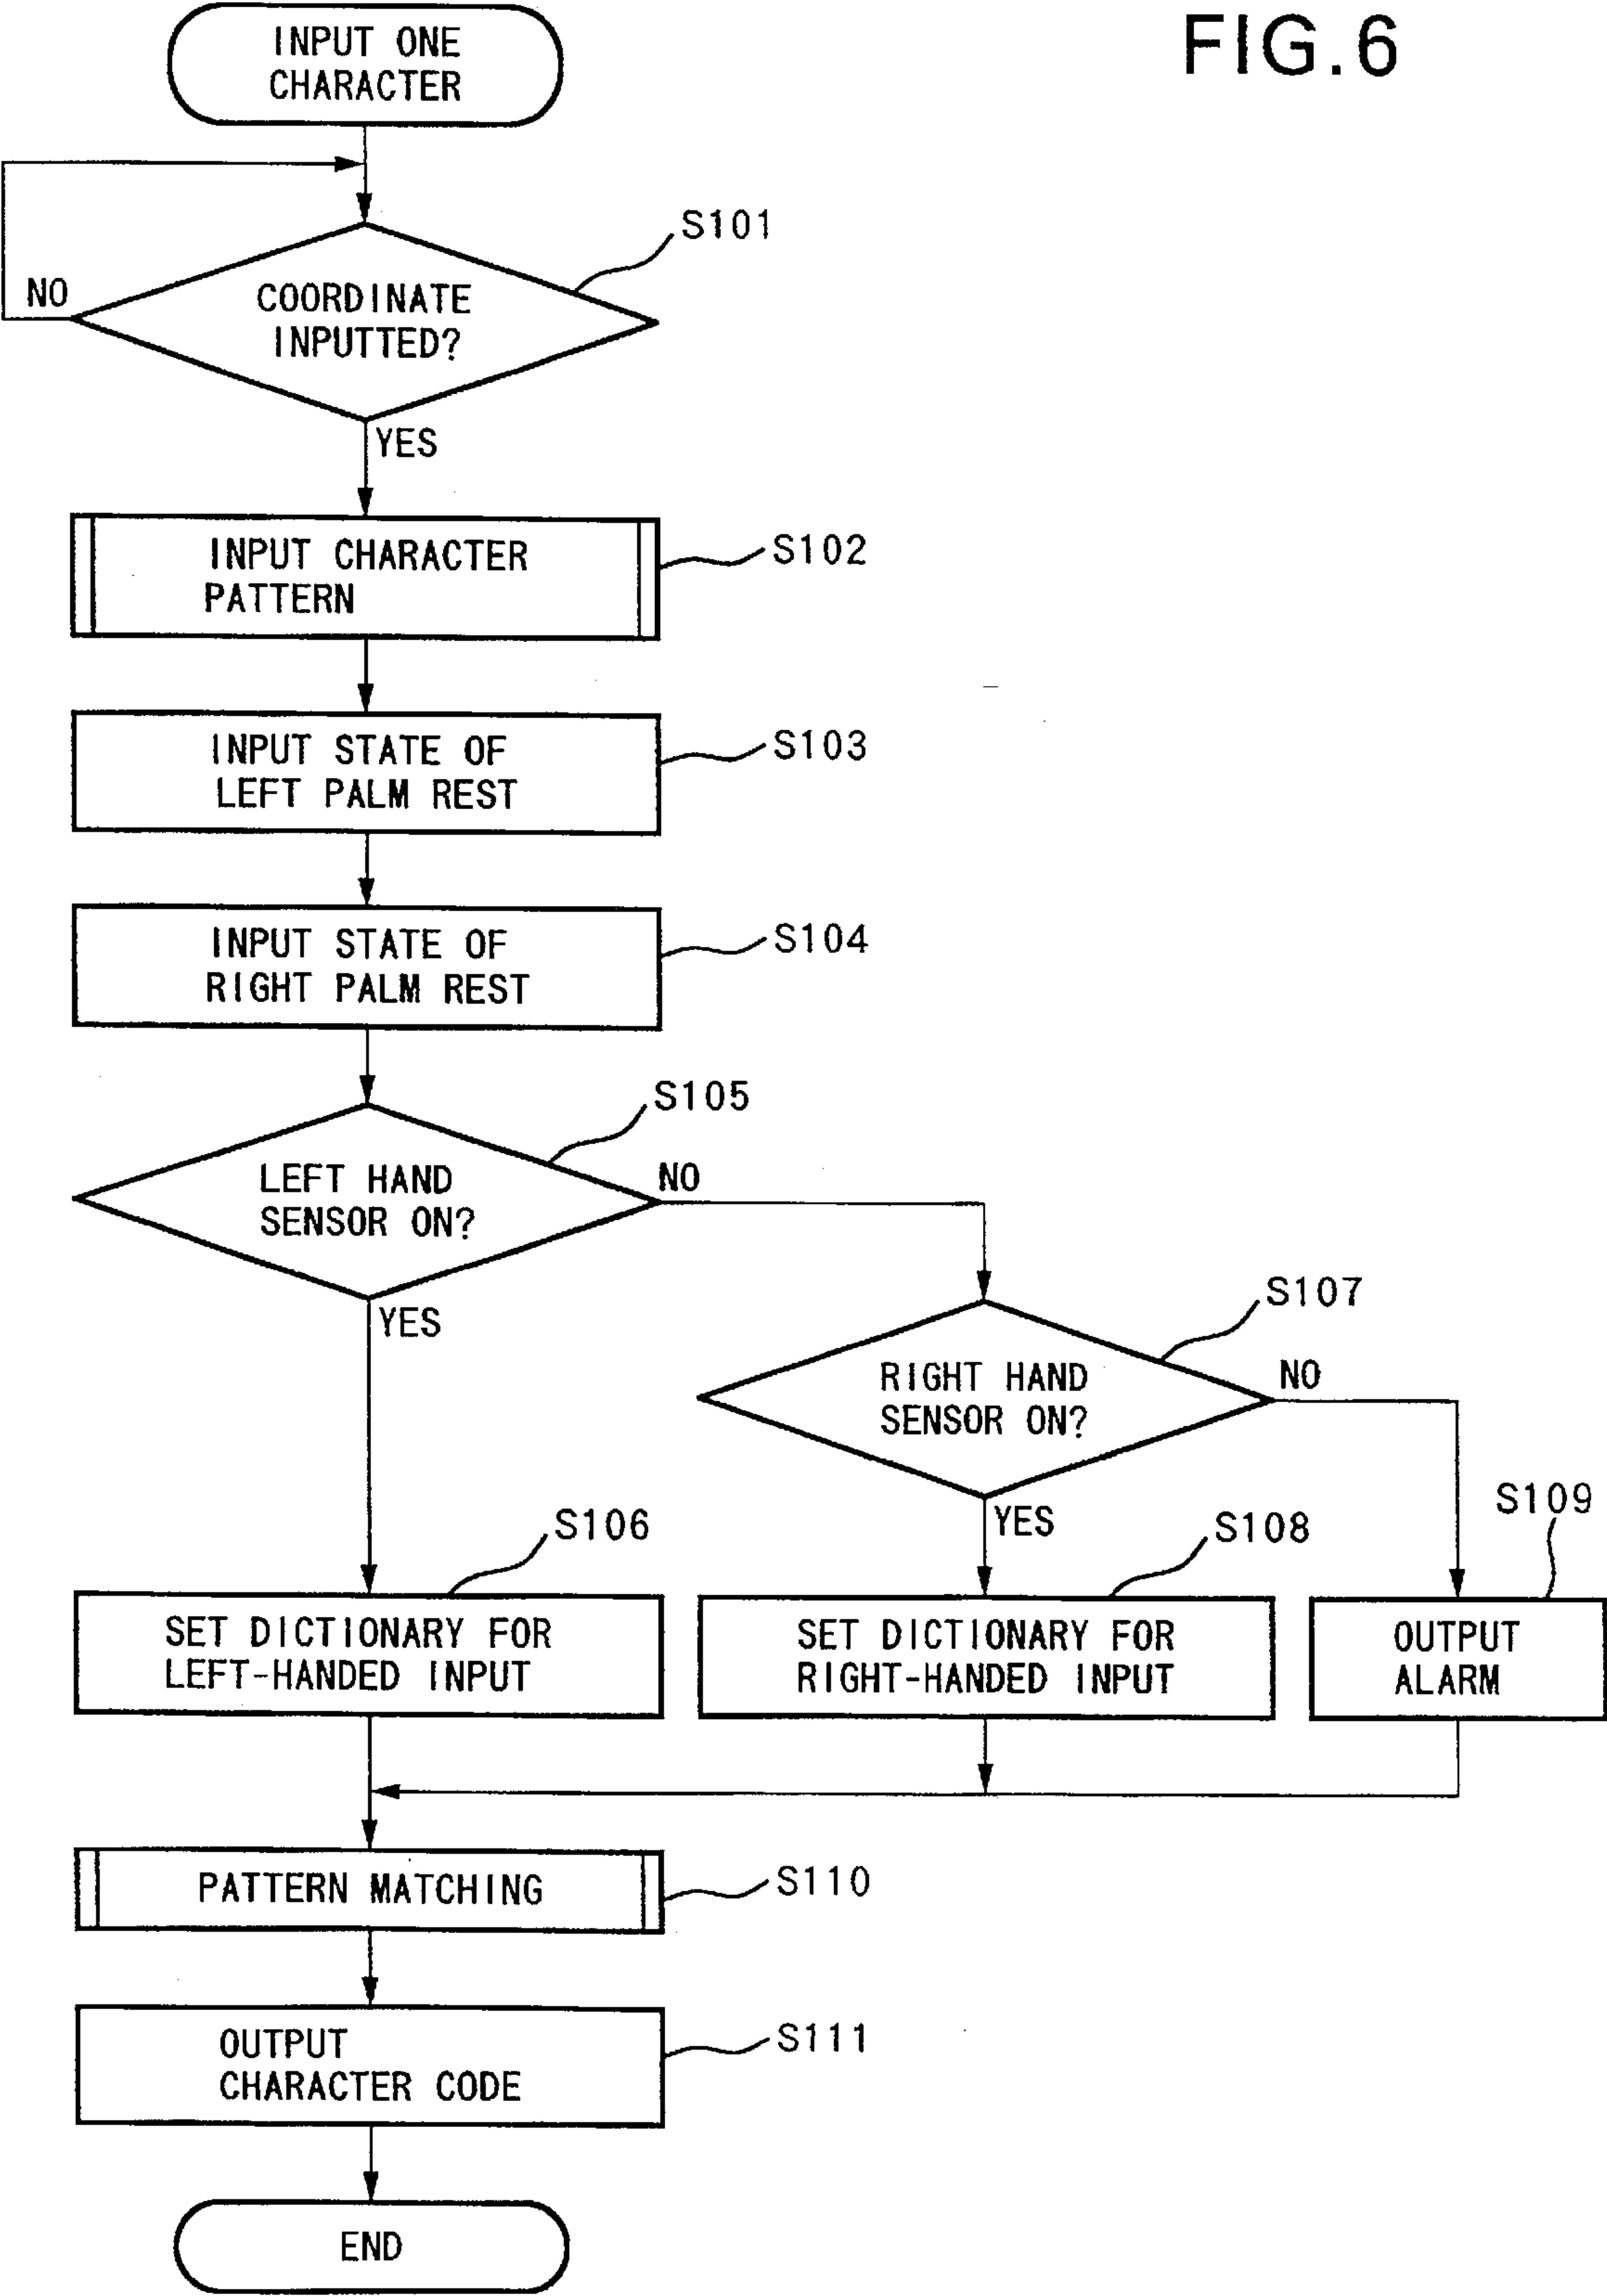 FIG.6
INPUT ONE
CHARACTER
S101
NO
COORDINATE
INPUTTED?
YES
INPUT CHARACTER
PATTERN
S102
INPUT STATE OF
LEFT PALM REST
S103
INPUT STATE OF
RIGHT PALM REST
S104
S105
LEFT HAND
SENSOR ON?
NO
YES
S107
RIGHT HAND
SENSOR ON?
NO
YES
S106
S108
S109
SET DICTIONARY FOR
LEFT-HANDED INPUT
SET DICTIONARY FOR
RIGHT-HANDED INPUT
OUTPUT
ALARM
PATTERN MATCHING
S110
OUTPUT
CHARACTER CODE
S111
END